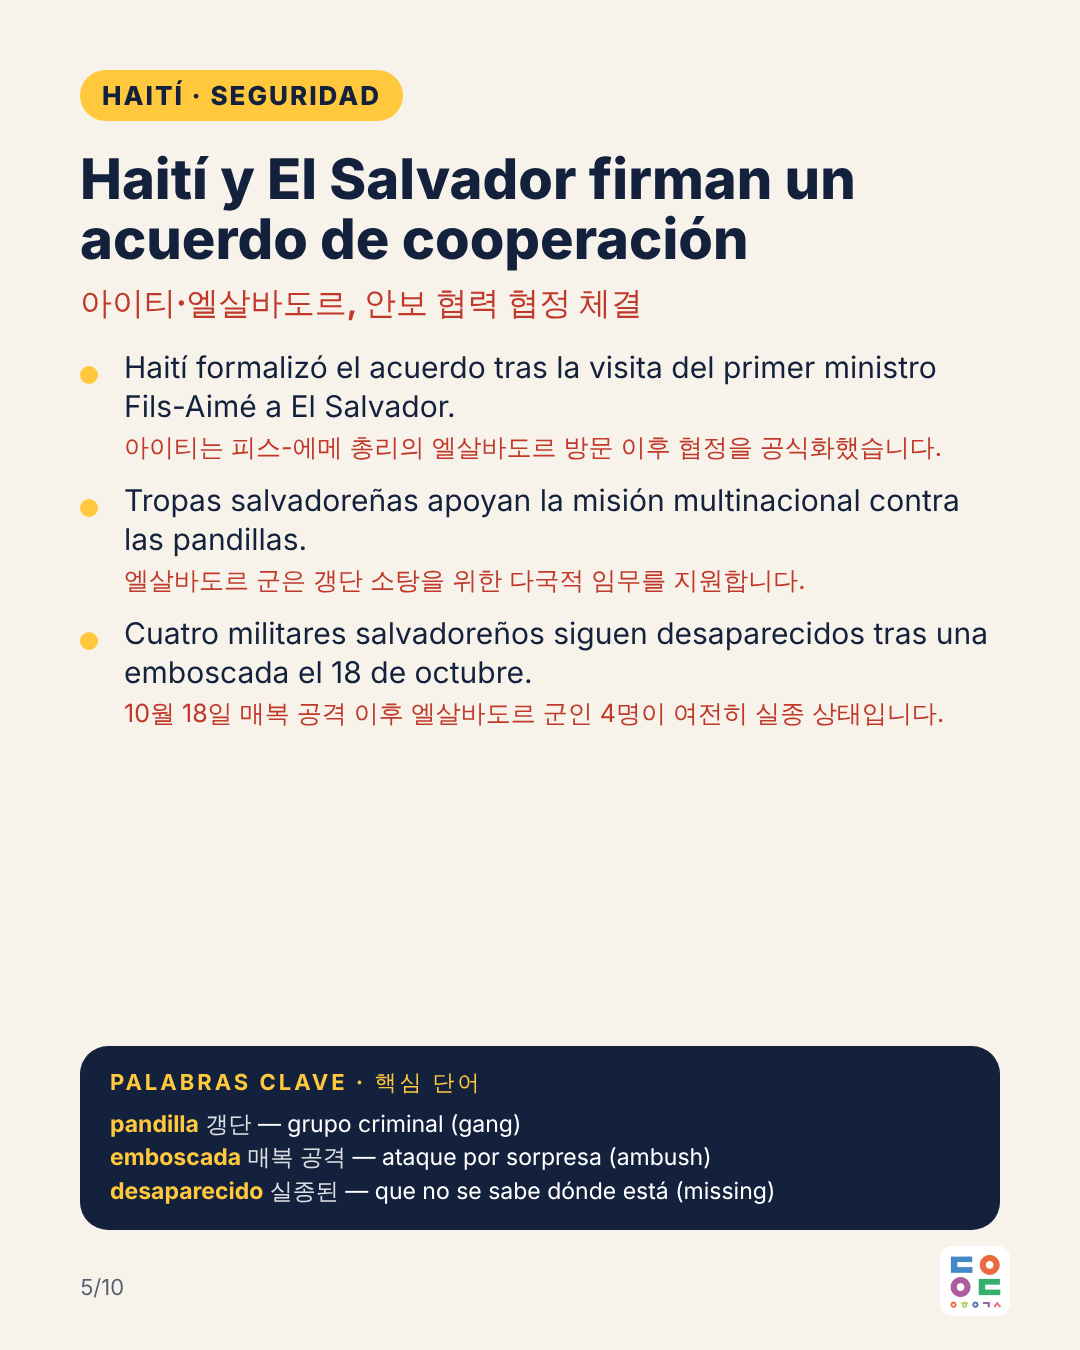 HAITÍ · SEGURIDAD
Haití y El Salvador firman un
acuerdo de cooperación
아이티·엘살바도르, 안보 협력 협정 체결
Haití formalizó el acuerdo tras la visita del primer ministro
Fils-Aimé a El Salvador.
아이티는 피스-에메 총리의 엘살바도르 방문 이후 협정을 공식화했습니다.
Tropas salvadoreñas apoyan la misión multinacional contra
las pandillas.
엘살바도르 군은 갱단 소탕을 위한 다국적 임무를 지원합니다.
Cuatro militares salvadoreños siguen desaparecidos tras una
emboscada el 18 de octubre.
10월 18일 매복 공격 이후 엘살바도르 군인 4명이 여전히 실종 상태입니다.
PALABRAS CLAVE · 핵심 단어
pandilla 갱단 — grupo criminal (gang)
emboscada 매복 공격 — ataque por sorpresa (ambush)
desaparecido 실종된 — que no se sabe dónde está (missing)
5/10